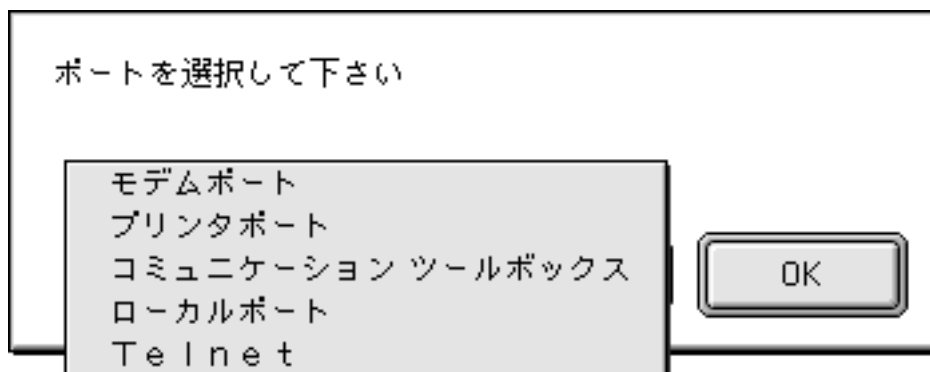 ポートを選択して下さい
モデムポート
プリンタポート
コミュニケーション ツールボックス
ローカルポート
Ｔｅｌｎｅｔ
OK